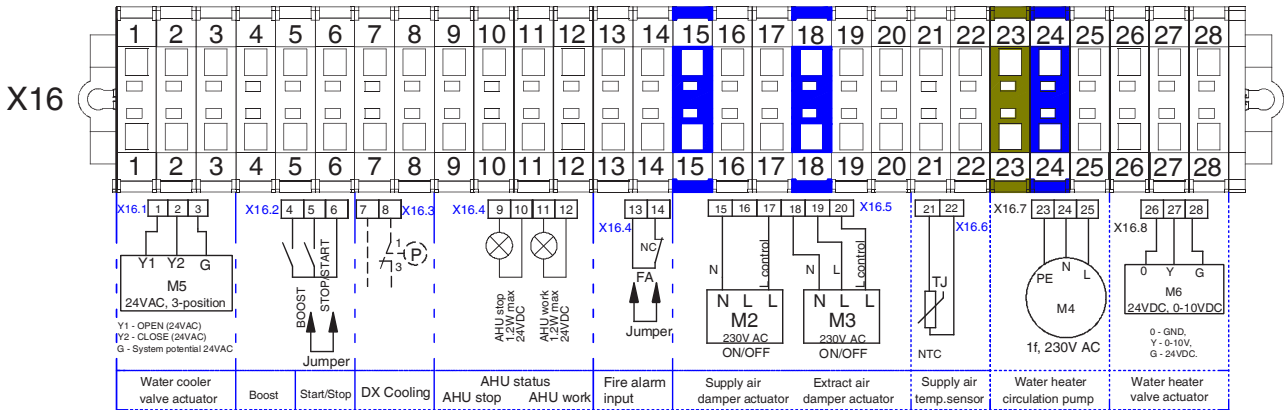 1 2 3 4 5 6 7 8 9 10 11 12 13 14 15 16 17 18 19 20 21 22 23 24 25 26 27 28
X16
1 2 3 4 5 6 7 8 9 10 11 12 13 14 15 16 17 18 19 20 21 22 23 24 25 26 27 28
X16.1 1 2 3
Y1 Y2 G
M5
24VAC, 3-position
Y1 - OPEN (24VAC)
Y2 - CLOSE (24VAC)
G - System potential 24VAC
Water cooler
valve actuator
X16.2 4 5 6
BOOST
STOP/START
Jumper
Boost
Start/Stop
7 8 X16.3
1
3
P
DX Cooling
X16.4 9 10 11 12
AHU stop
1.2W max
24VDC
AHU work
1.2W max
24VDC
AHU status
AHU stop AHU work
13 14
X16.4
NC
FA
Jumper
Fire alarm
input
15 16 17 18 19 20 X16.5
N
L control
N L L
M2
230V AC
ON/OFF
Supply air
damper actuator
N
L
L control
N L L
M3
230V AC
ON/OFF
Extract air
damper actuator
21 22
X16.6
TJ
NTC
Supply air
temp.sensor
X16.7 23 24 25
PE N L
M4
1f, 230V AC
Water heater
circulation pump
26 27 28
X16.8
0 Y G
M6
24VDC, 0-10VDC
0 - GND,
Y - 0-10V,
G - 24VDC.
Water heater
valve actuator